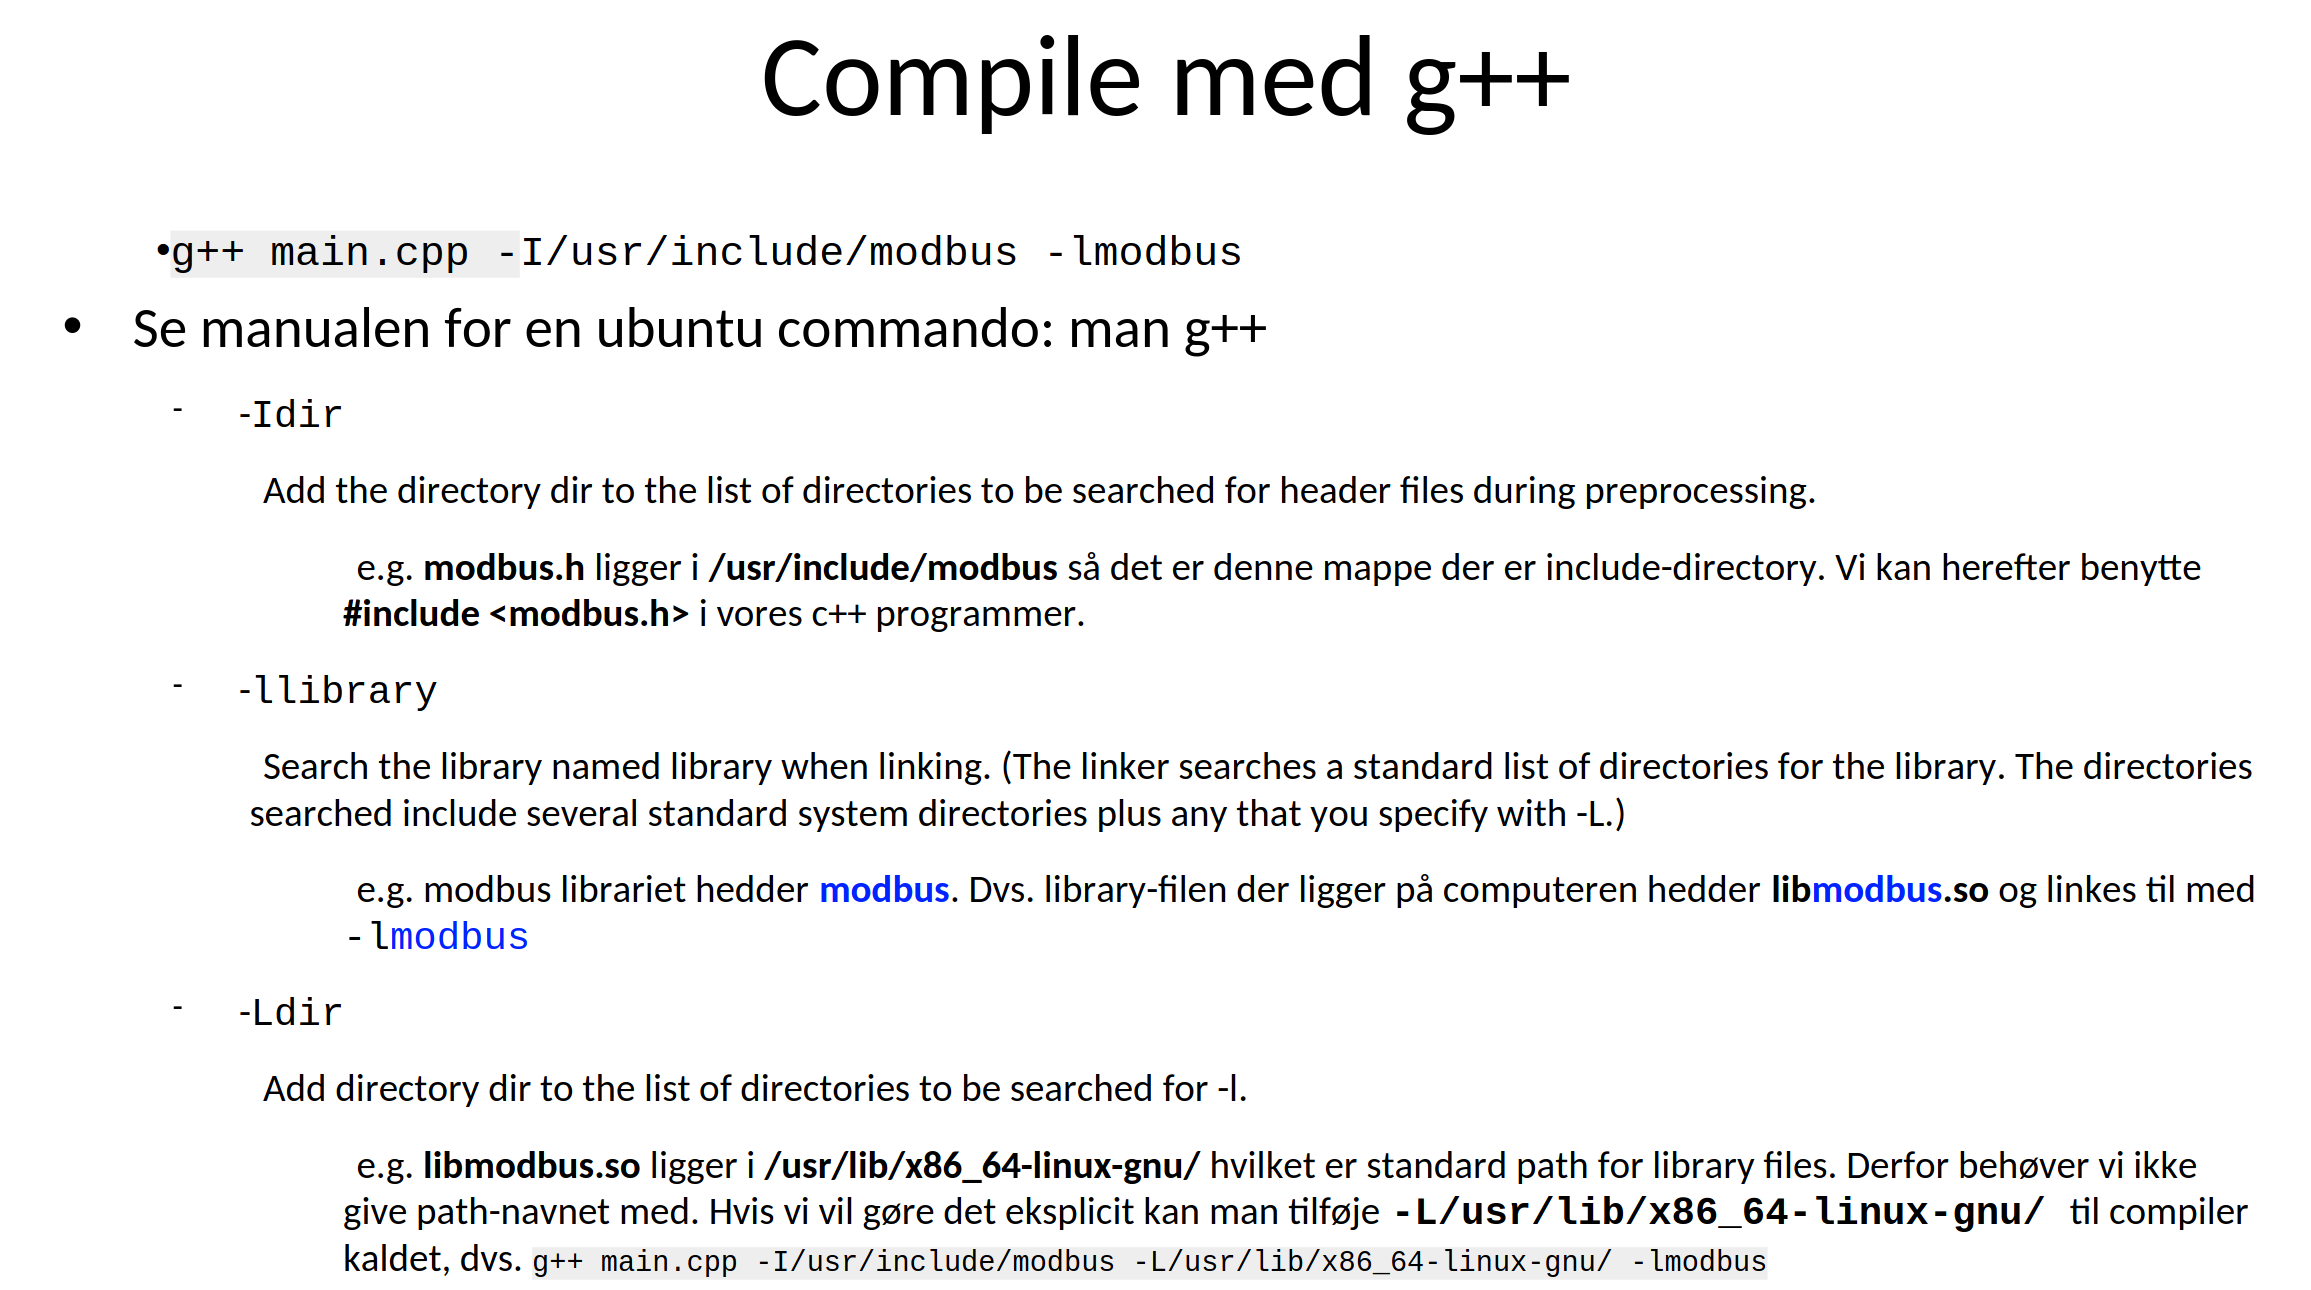 Compile med g++
•g++ main.cpp -I/usr/include/modbus -lmodbus
• Se manualen for en ubuntu commando: man g++
- -Idir
Add the directory dir to the list of directories to be searched for header files during preprocessing.
e.g. modbus.h ligger i /usr/include/modbus så det er denne mappe der er include-directory. Vi kan herefter benytte
#include <modbus.h> i vores c++ programmer.
- -llibrary
Search the library named library when linking. (The linker searches a standard list of directories for the library. The directories
searched include several standard system directories plus any that you specify with -L.)
e.g. modbus librariet hedder modbus. Dvs. library-filen der ligger på computeren hedder libmodbus.so og linkes til med
-lmodbus
- -Ldir
Add directory dir to the list of directories to be searched for -l.
e.g. libmodbus.so ligger i /usr/lib/x86_64-linux-gnu/ hvilket er standard path for library files. Derfor behøver vi ikke
give path-navnet med. Hvis vi vil gøre det eksplicit kan man tilføje -L/usr/lib/x86_64-linux-gnu/ til compiler
kaldet, dvs. g++ main.cpp -I/usr/include/modbus -L/usr/lib/x86_64-linux-gnu/ -lmodbus